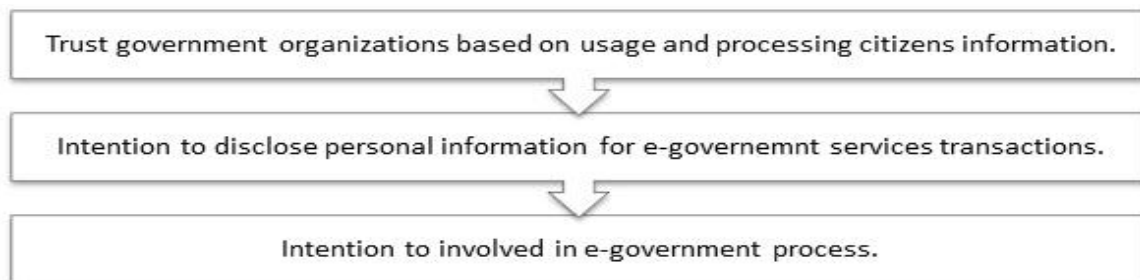 Trust government organizations based on usage and processing citizens information.
Intention to disclose personal information for e-governemnt services transactions.
Intention to involved in e-government process.